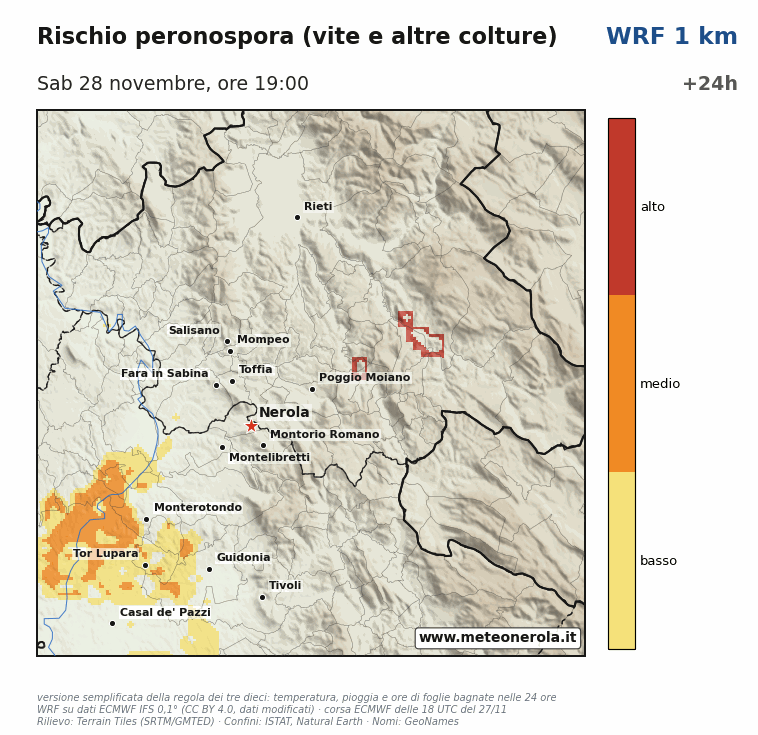 Rischio peronospora (vite e altre colture)
WRF 1 km
Sab 28 novembre, ore 19:00
+24h
Rieti
alto
Salisano
Mompeo
Fara in Sabina
Toffia
Poggio Moiano
medio
Nerola
Montorio Romano
Montelibretti
Monterotondo
Tor Lupara
Guidonia
basso
Tivoli
Casal de' Pazzi
www.meteonerola.it
versione semplificata della regola dei tre dieci: temperatura, pioggia e ore di foglie bagnate nelle 24 ore
WRF su dati ECMWF IFS 0,1° (CC BY 4.0, dati modificati) · corsa ECMWF delle 18 UTC del 27/11
Rilievo: Terrain Tiles (SRTM/GMTED) · Confini: ISTAT, Natural Earth · Nomi: GeoNames